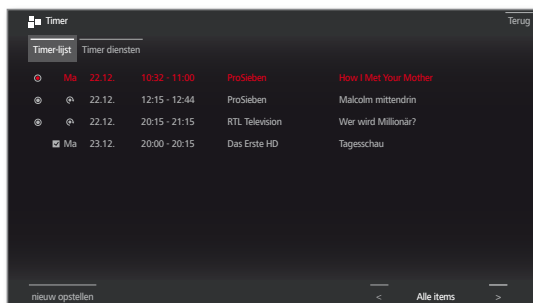 Timer Terug
Timer-lijst Timer diensten
Ma 22.12. 10:32 - 11:00 ProSieben How I Met Your Mother
22.12. 12:15 - 12:44 ProSieben Malcolm mittendrin
22.12. 20:15 - 21:15 RTL Television Wer wird Millionär?
Ma 23.12. 20:00 - 20:15 Das Erste HD Tagesschau
nieuw opstellen < Alle items >